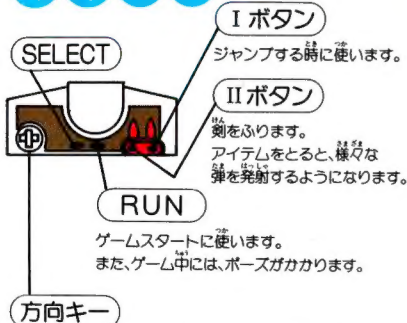 I ボタン
ジャンプする時に使います。
SELECT
II ボタン
剣をふります。
アイテムをとると、様々な
弾を発射するようになります。
RUN
ゲームスタートに使います。
また、ゲーム中には、ポーズがかかります。
方向キー